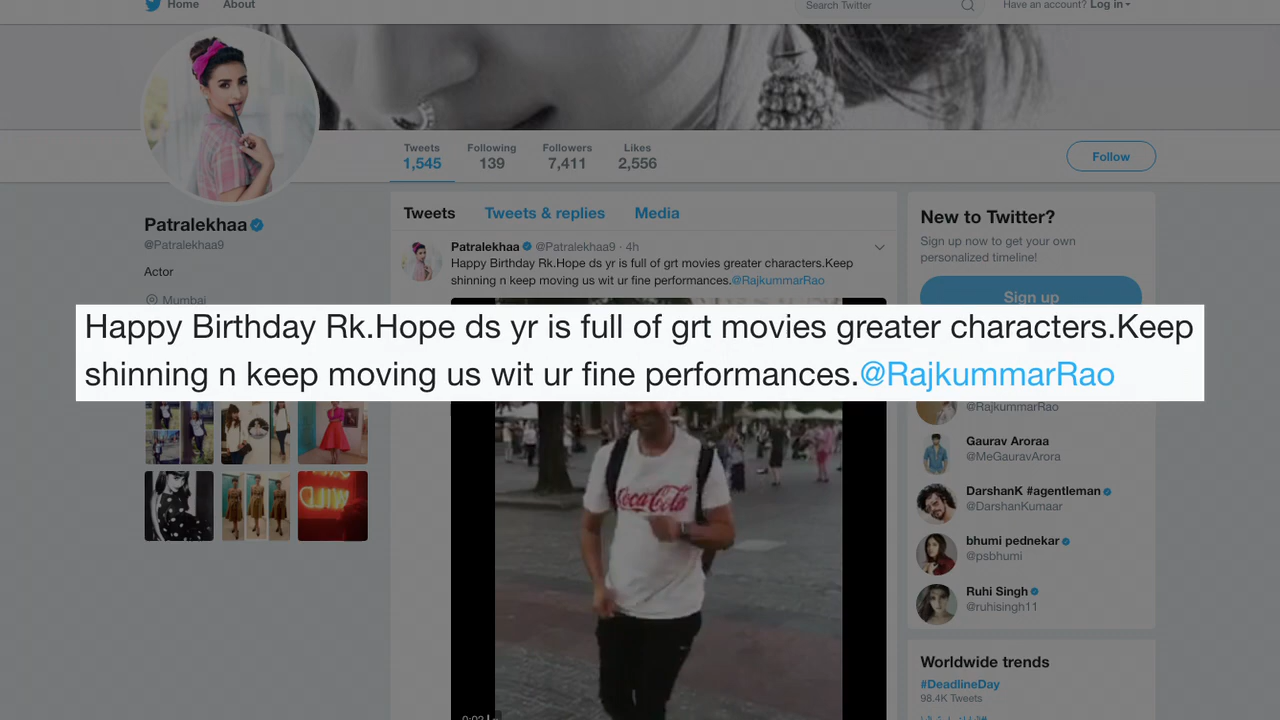 Home About
Search Twitter
Have an account? Log in
Tweets Following Followers Likes
1,545 139 7,411 2,556
Follow
Patralekhaa
@Patralekhaa9
Actor
Mumbai
Tweets Tweets & replies Media
Patralekhaa @Patralekhaa9 · 4h
Happy Birthday Rk.Hope ds yr is full of grt movies greater characters.Keep
shinning n keep moving us wit ur fine performances.@RajkummarRao
New to Twitter?
Sign up now to get your own
personalized timeline!
Sign up
Happy Birthday Rk.Hope ds yr is full of grt movies greater characters.Keep
shinning n keep moving us wit ur fine performances.@RajkummarRao
Coca-Cola
@RajkummarRao
Gaurav Aroraa
@MeGauravArora
DarshanK #agentleman
@DarshanKumaar
bhumi pednekar
@psbhumi
Ruhi Singh
@ruhisingh11
Worldwide trends
#DeadlineDay
98.4K Tweets